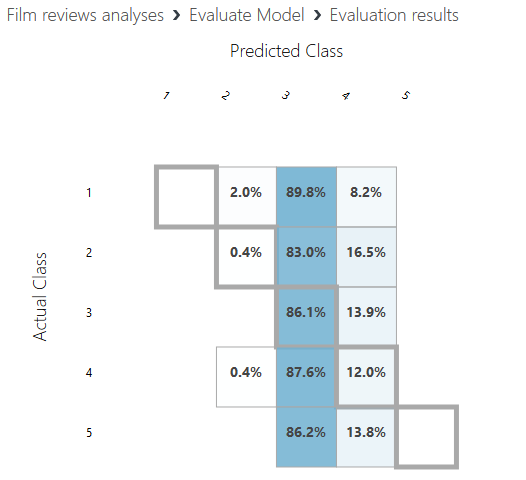 Film reviews analyses › Evaluate Model › Evaluation results
Predicted Class
1 2 3 4 5
Actual Class
1 2.0% 89.8% 8.2%
2 0.4% 83.0% 16.5%
3 86.1% 13.9%
4 0.4% 87.6% 12.0%
5 86.2% 13.8%